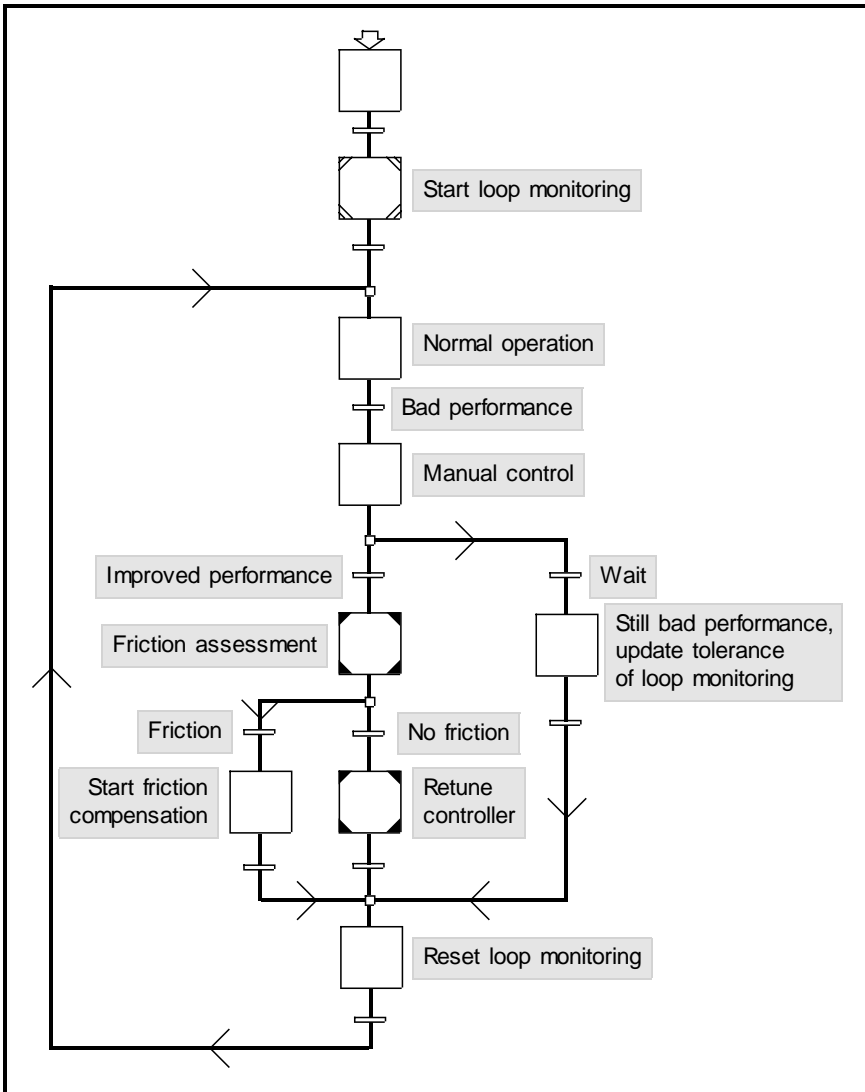 Start loop monitoring
Normal operation
Bad performance
Manual control
Improved performance
Wait
Friction assessment
Still bad performance,
update tolerance
of loop monitoring
Friction
No friction
Start friction
compensation
Retune
controller
Reset loop monitoring